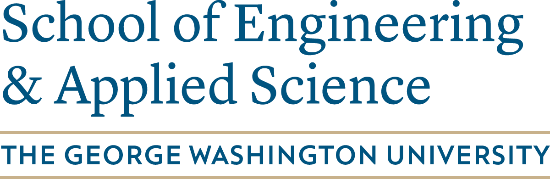 School of Engineering
& Applied Science
THE GEORGE WASHINGTON UNIVERSITY